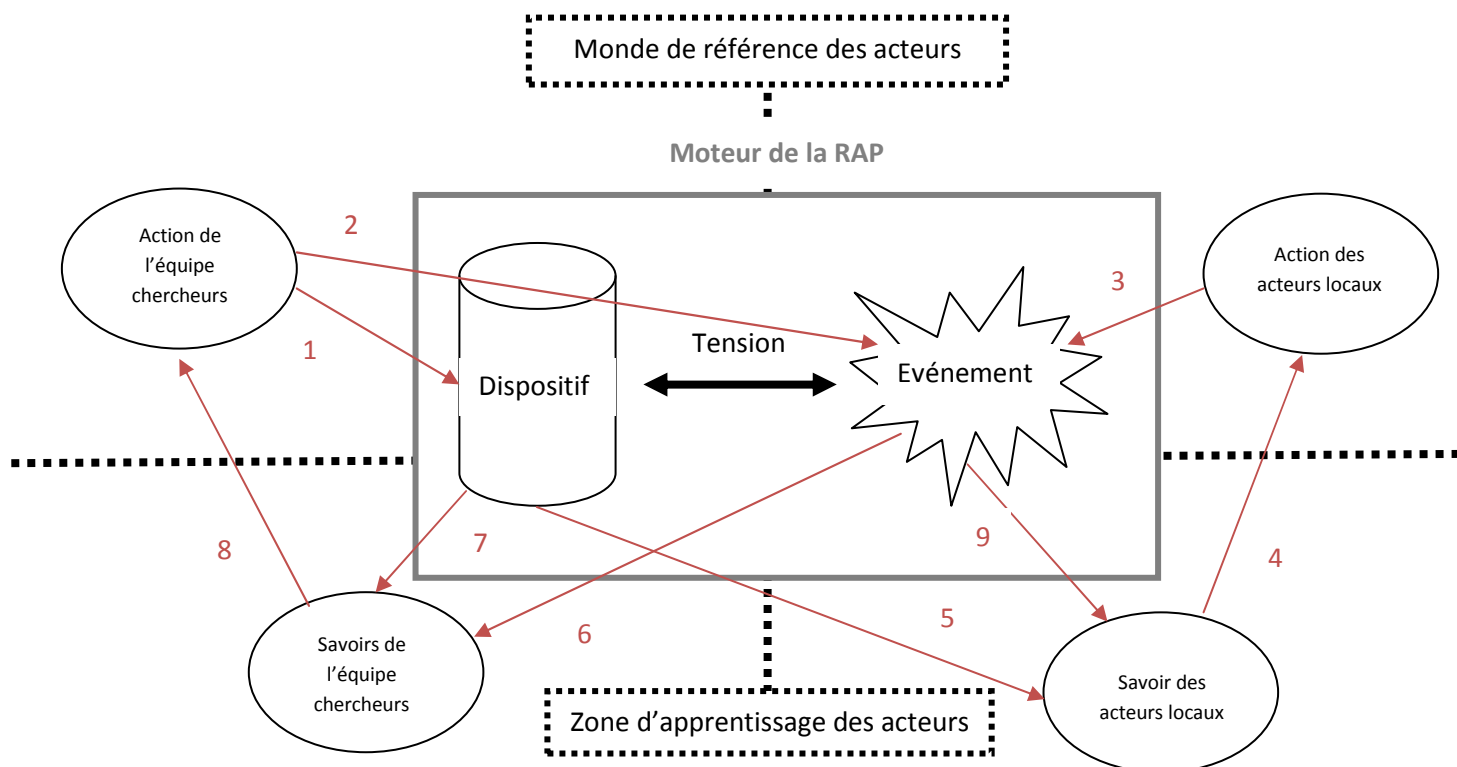 Monde de référence des acteurs
Moteur de la RAP
Action de
l’équipe
chercheurs
2
1
Dispositif
Tension
Evénement
3
Action des
acteurs locaux
8
7
6
9
5
4
Savoirs de
l’équipe
chercheurs
Zone d’apprentissage des acteurs
Savoir des
acteurs locaux